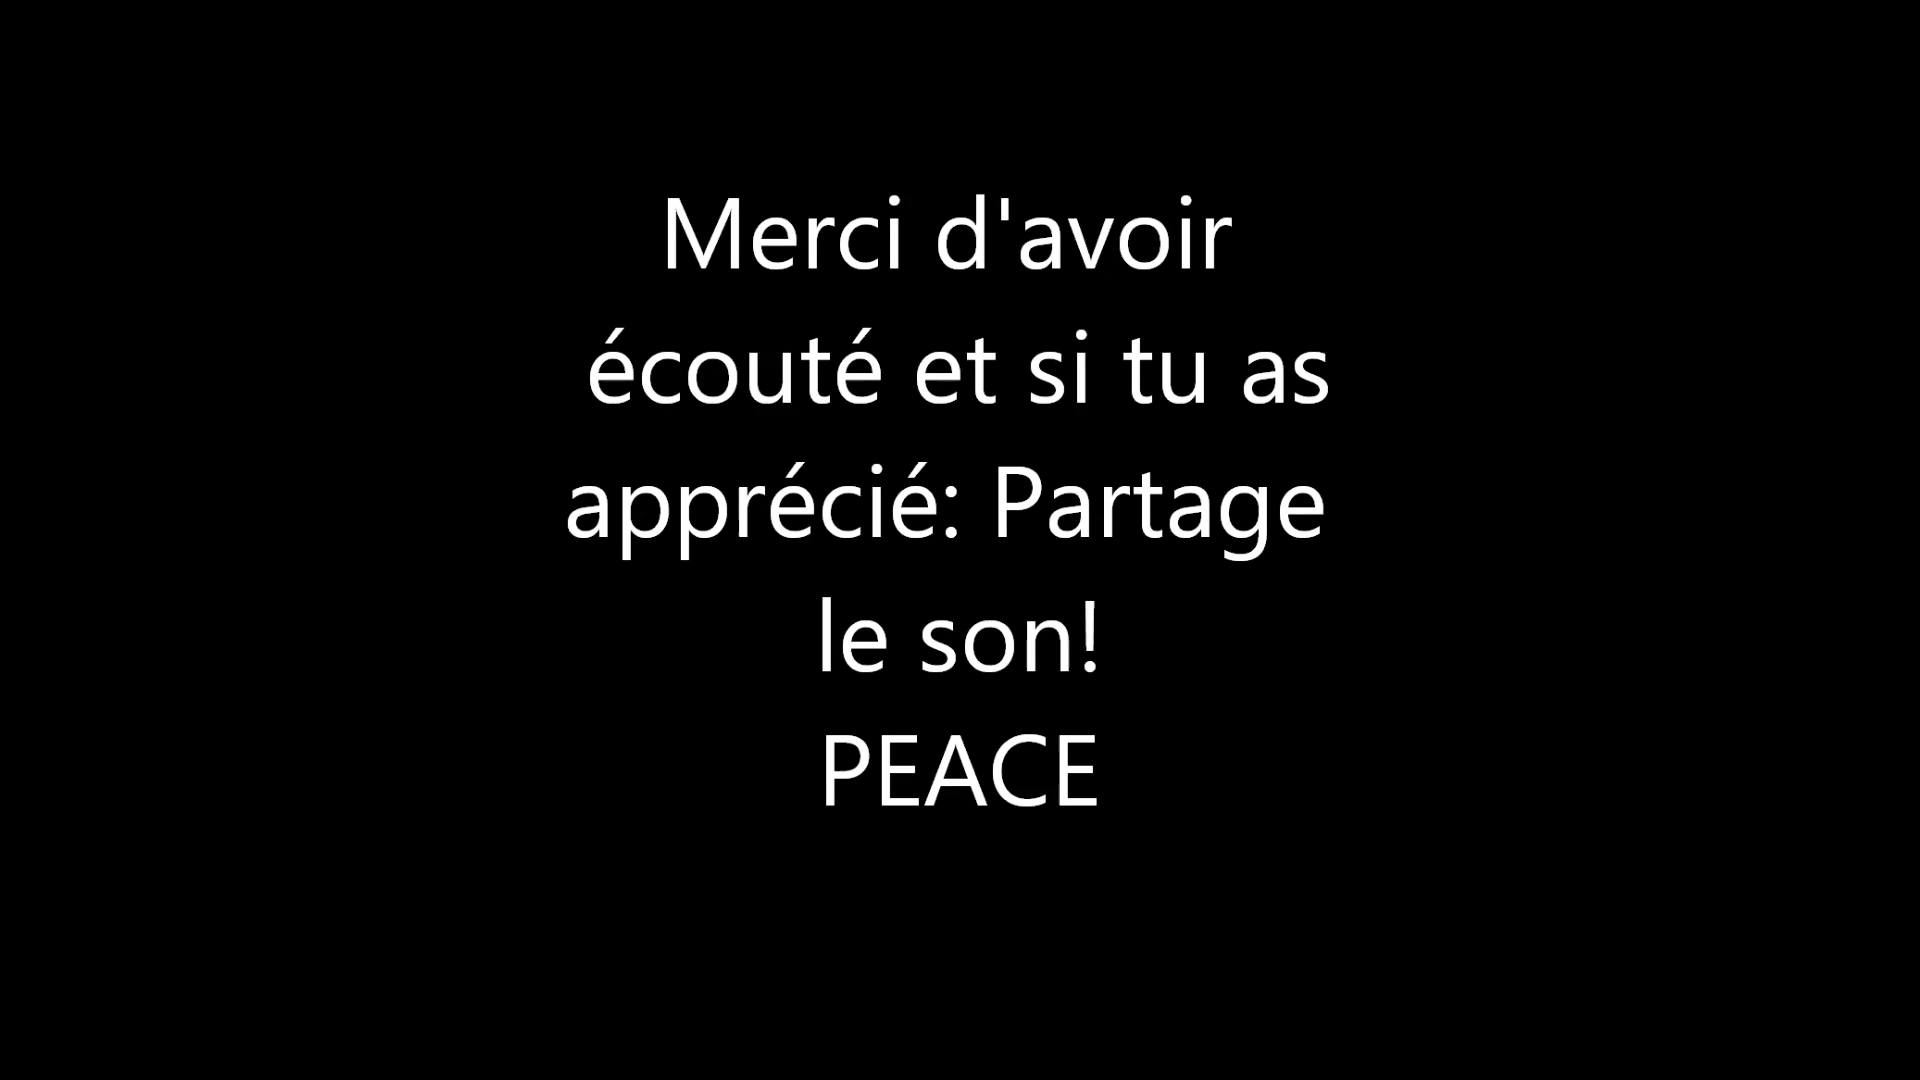 Merci d'avoir
écouté et si tu as
apprécié: Partage
le son!
PEACE